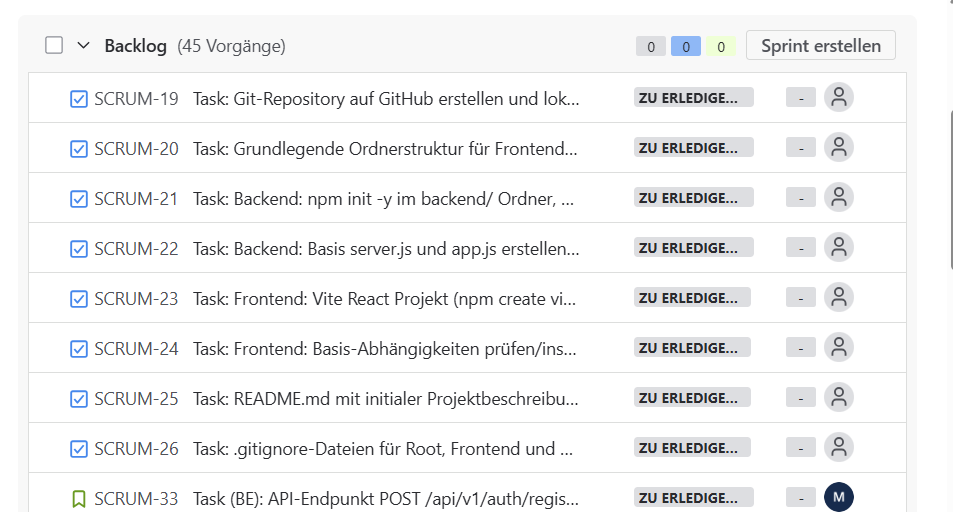 Backlog (45 Vorgänge) 0 0 0 Sprint erstellen
SCRUM-19 Task: Git-Repository auf GitHub erstellen und lok... ZU ERLEDIGE... -
SCRUM-20 Task: Grundlegende Ordnerstruktur für Frontend... ZU ERLEDIGE... -
SCRUM-21 Task: Backend: npm init -y im backend/ Ordner, ... ZU ERLEDIGE... -
SCRUM-22 Task: Backend: Basis server.js und app.js erstellen... ZU ERLEDIGE... -
SCRUM-23 Task: Frontend: Vite React Projekt (npm create vi... ZU ERLEDIGE... -
SCRUM-24 Task: Frontend: Basis-Abhängigkeiten prüfen/ins... ZU ERLEDIGE... -
SCRUM-25 Task: README.md mit initialer Projektbeschreibu... ZU ERLEDIGE... -
SCRUM-26 Task: .gitignore-Dateien für Root, Frontend und ... ZU ERLEDIGE... -
SCRUM-33 Task (BE): API-Endpunkt POST /api/v1/auth/regis... ZU ERLEDIGE... - M